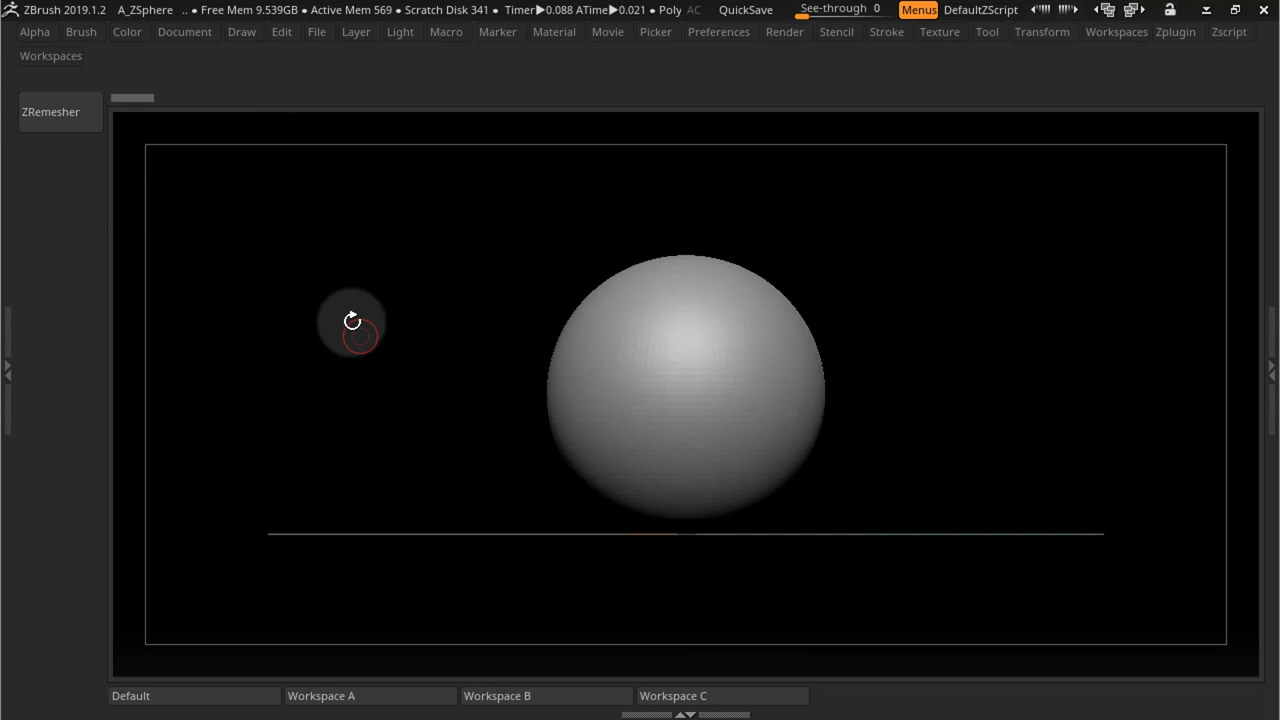 ZBrush 2019.1.2 A_ZSphere .. ● Free Mem 9.539GB ● Active Mem 569 ● Scratch Disk 341 ● Timer▶0.088 ATime▶0.021 ● Poly AC QuickSave See-through 0 Menus DefaultZScript
Alpha Brush Color Document Draw Edit File Layer Light Macro Marker Material Movie Picker Preferences Render Stencil Stroke Texture Tool Transform Workspaces Zplugin Zscript
Workspaces
ZRemesher
Default Workspace A Workspace B Workspace C